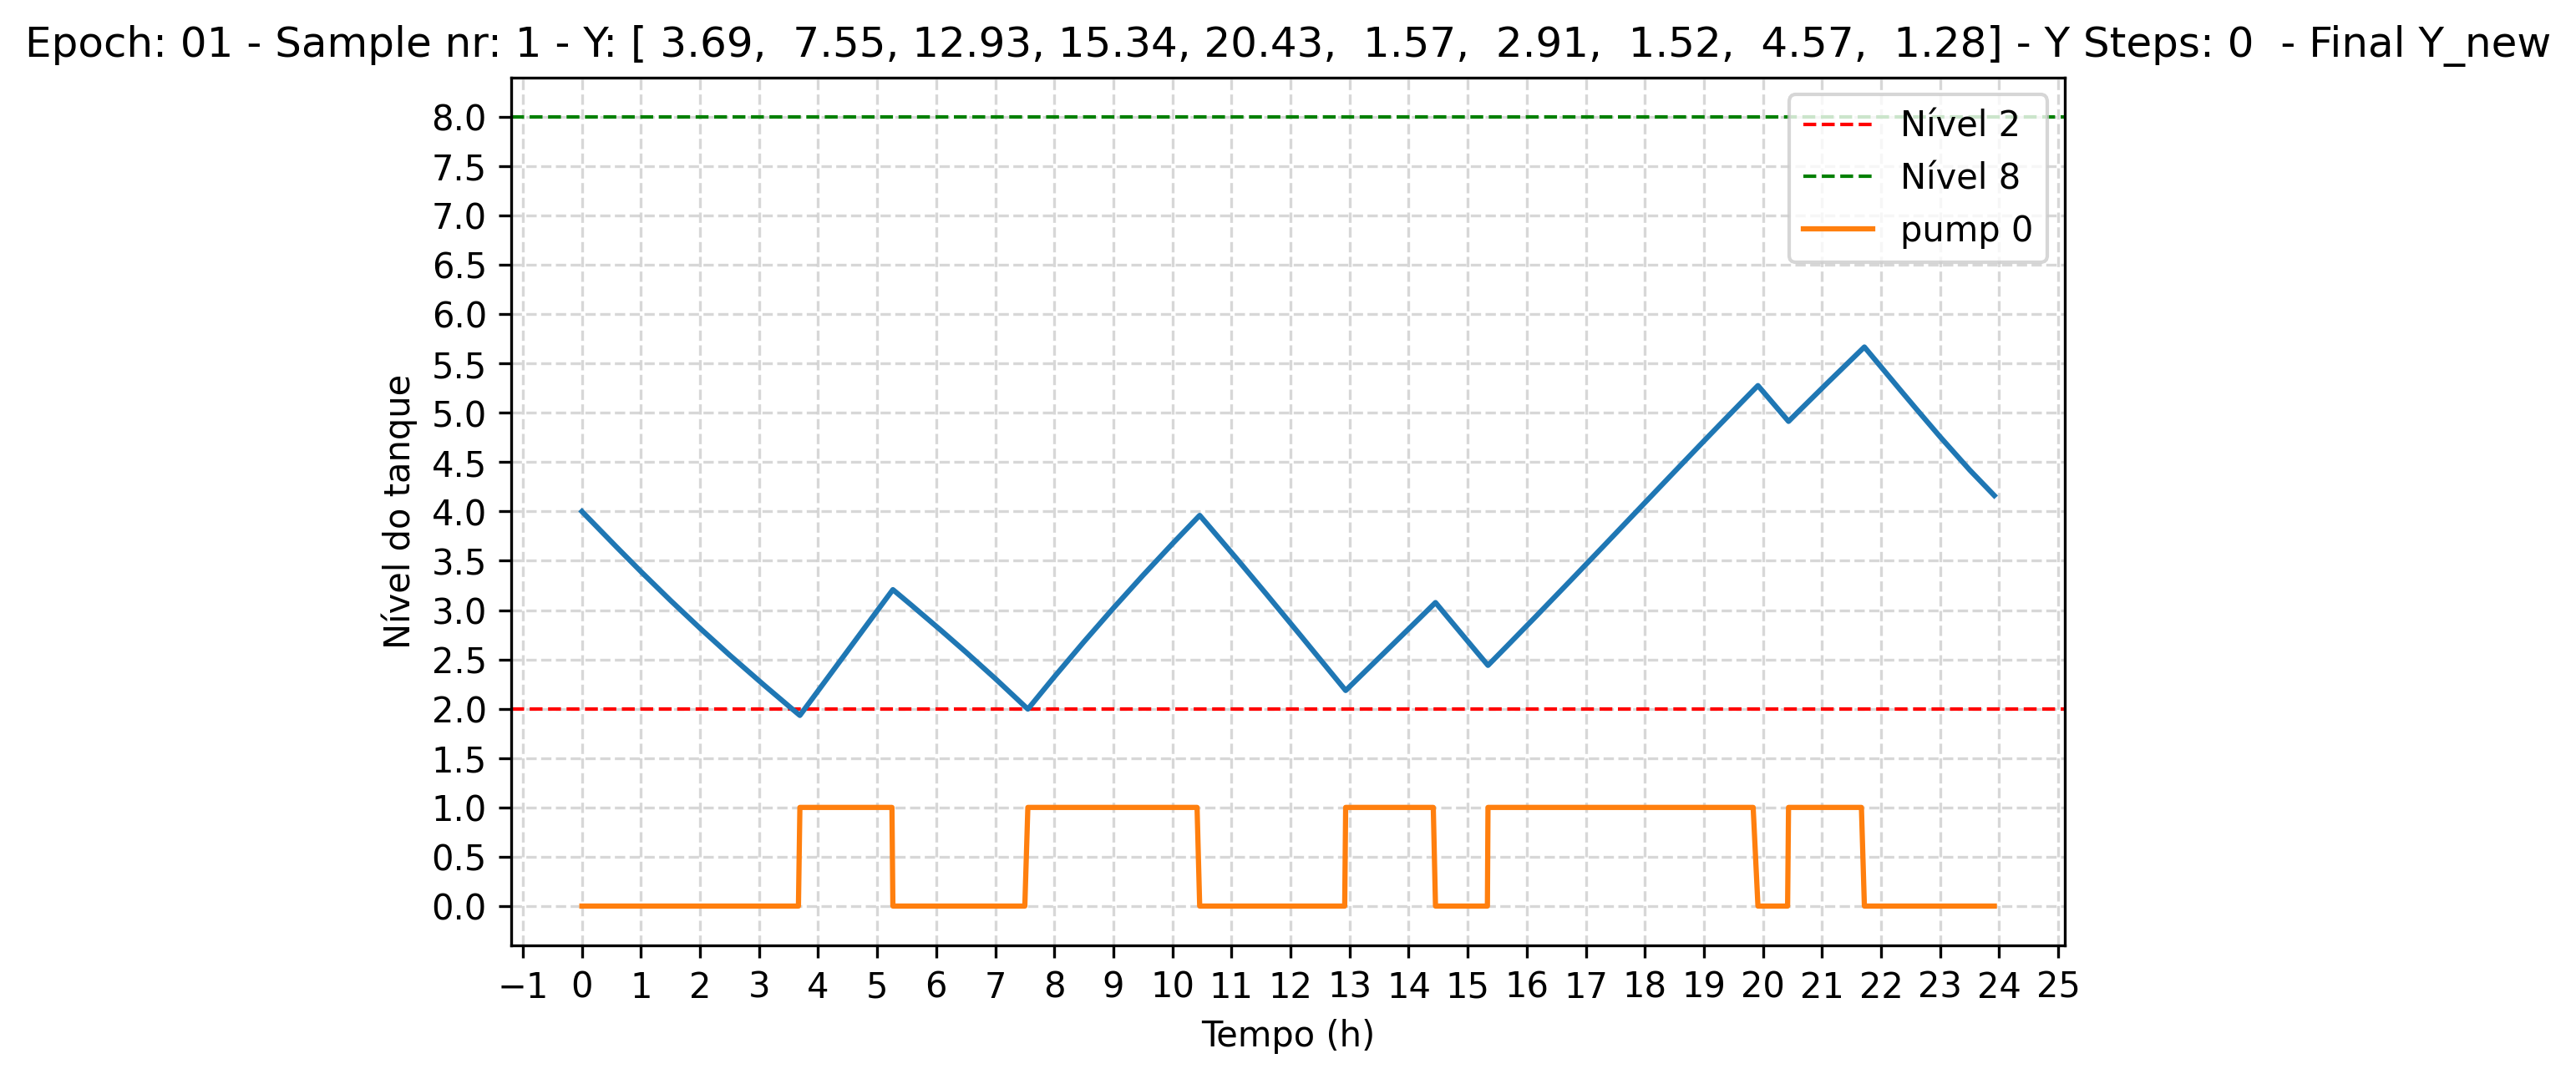 Epoch: 01 - Sample nr: 1 - Y: [ 3.69,  7.55, 12.93, 15.34, 20.43,  1.57,  2.91,  1.52,  4.57,  1.28] - Y Steps: 0  - Final Y_new
Nível 2
Nível 8
pump 0
Nível do tanque
8.0
7.5
7.0
6.5
6.0
5.5
5.0
4.5
4.0
3.5
3.0
2.5
2.0
1.5
1.0
0.5
0.0
−1 0 1 2 3 4 5 6 7 8 9 10 11 12 13 14 15 16 17 18 19 20 21 22 23 24 25
Tempo (h)